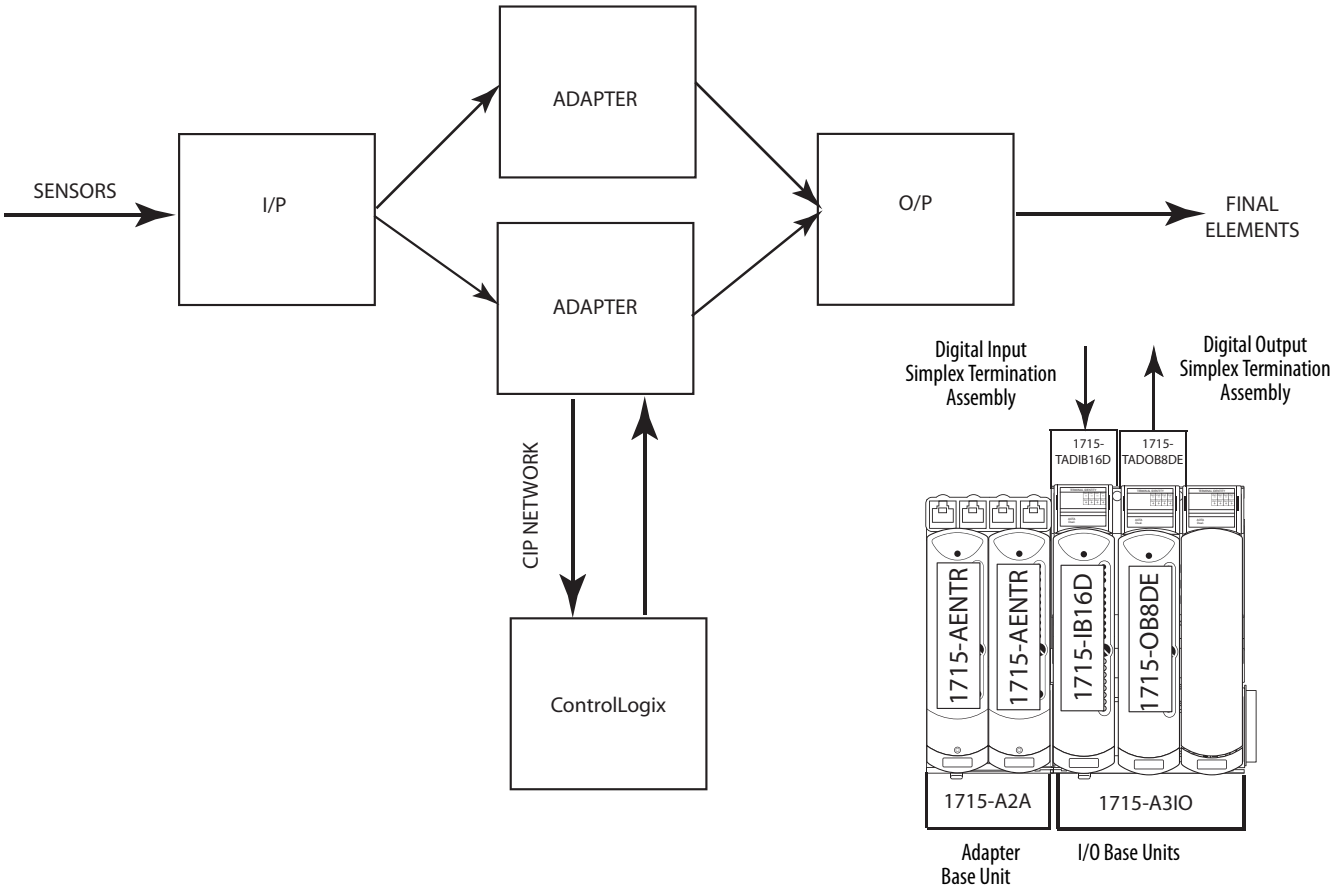 ADAPTER
SENSORS
I/P
O/P
FINAL
ELEMENTS
ADAPTER
Digital Input
Simplex Termination
Assembly
Digital Output
Simplex Termination
Assembly
CIP NETWORK
1715-
TADIB16D
1715-
TADOB8DE
1715-AENTR
1715-AENTR
1715-IB16D
1715-OB8DE
ControlLogix
1715-A2A
1715-A3IO
Adapter
Base Unit
I/O Base Units